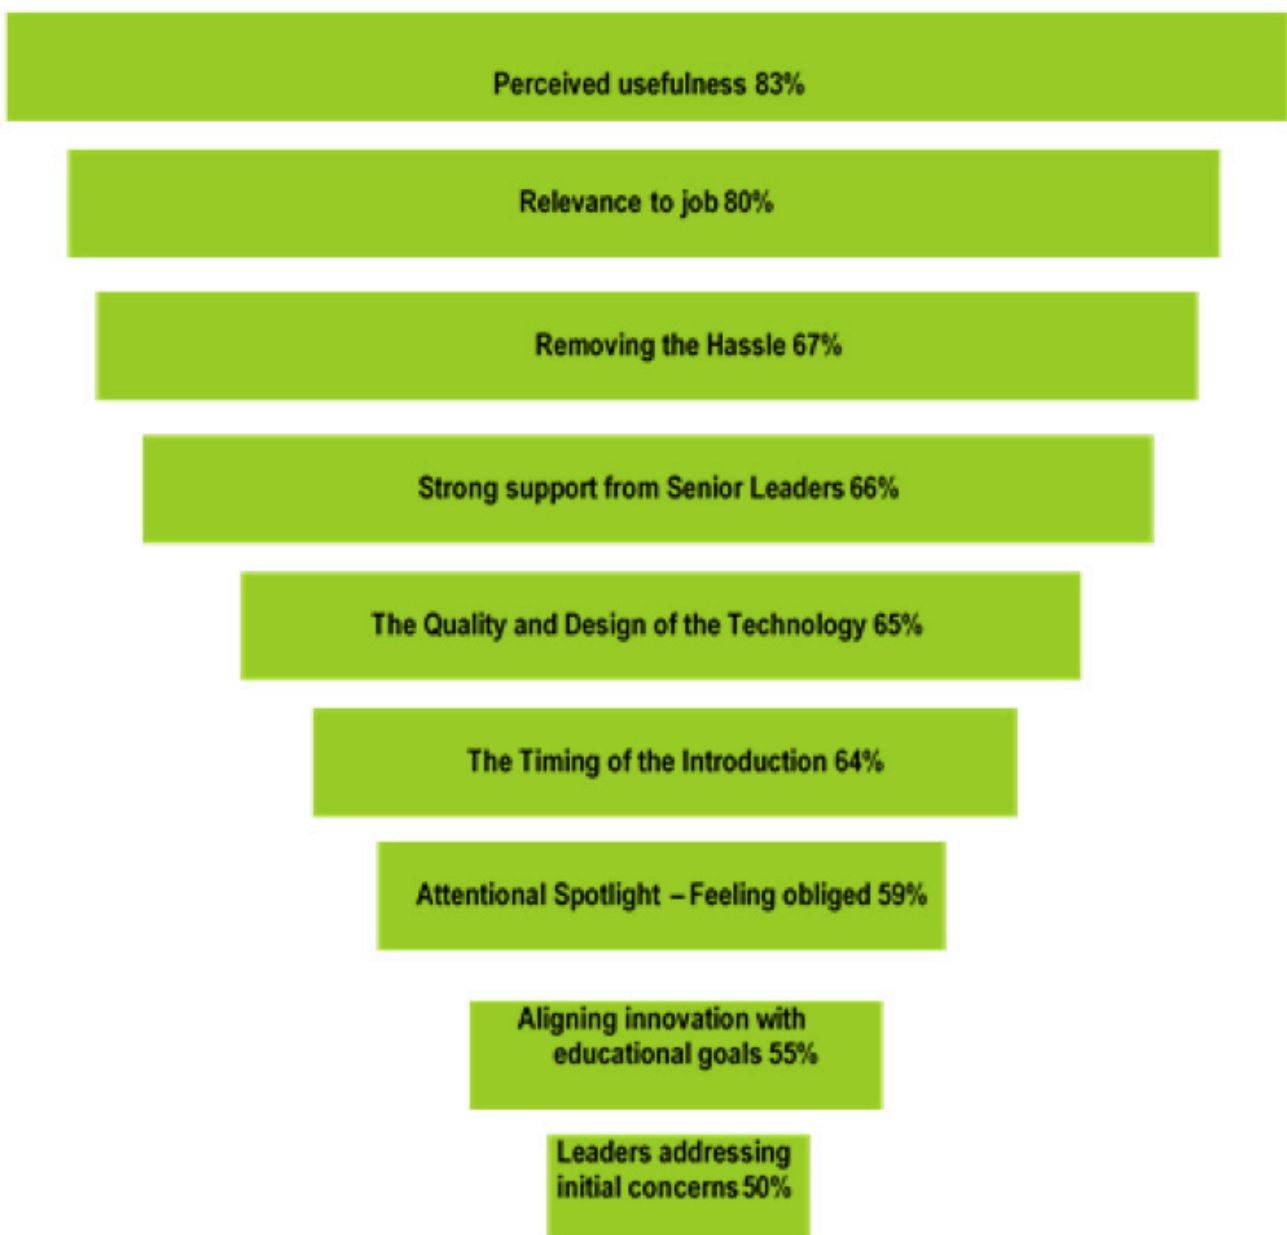 Perceived usefulness 83%
Relevance to job 80%
Removing the Hassle 67%
Strong support from Senior Leaders 66%
The Quality and Design of the Technology 65%
The Timing of the Introduction 64%
Attentional Spotlight – Feeling obliged 59%
Aligning innovation with
educational goals 55%
Leaders addressing
initial concerns 50%